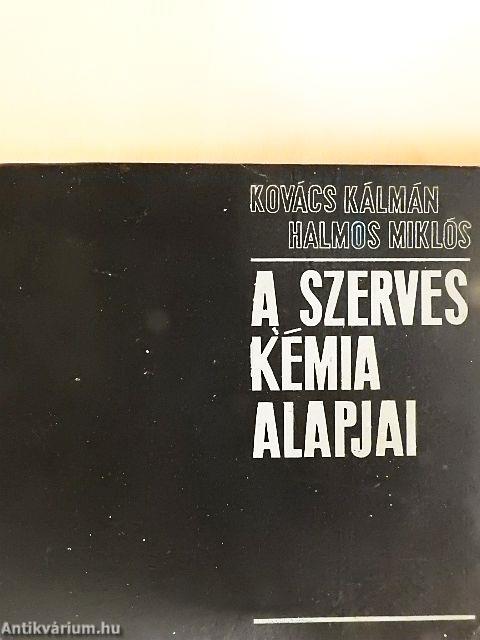 KOVÁCS KÁLMÁN
HALMOS MIKLÓS
A SZERVES
KÉMIA
ALAPJAI
Antikvárium.hu